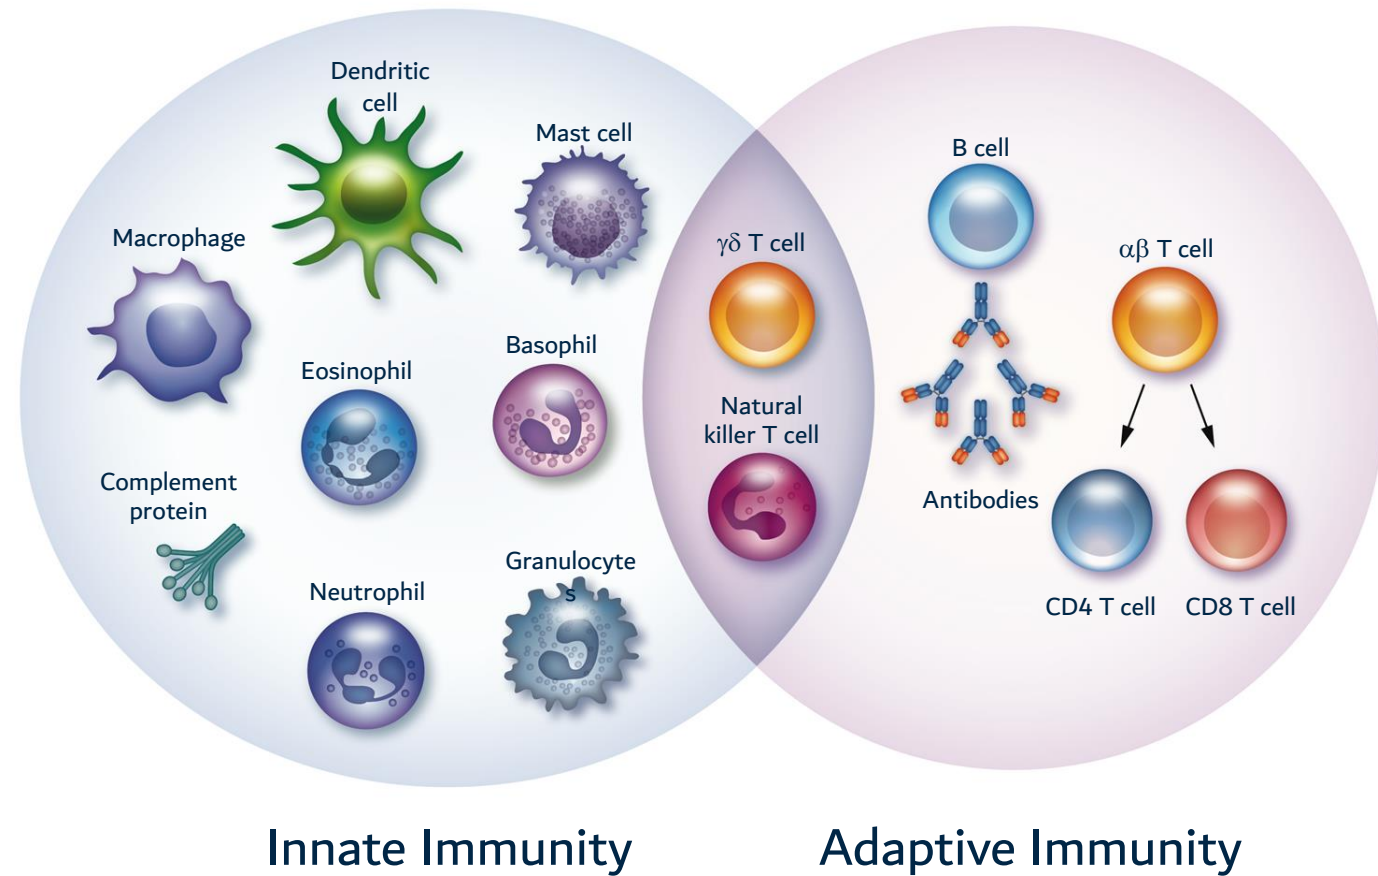 Dendritic
cell
Mast cell
Macrophage
Eosinophil
Basophil
Complement
protein
Neutrophil
Granulocyte
s
γδ T cell
Natural
killer T cell
B cell
αβ T cell
Antibodies
CD4 T cell
CD8 T cell
Innate Immunity
Adaptive Immunity